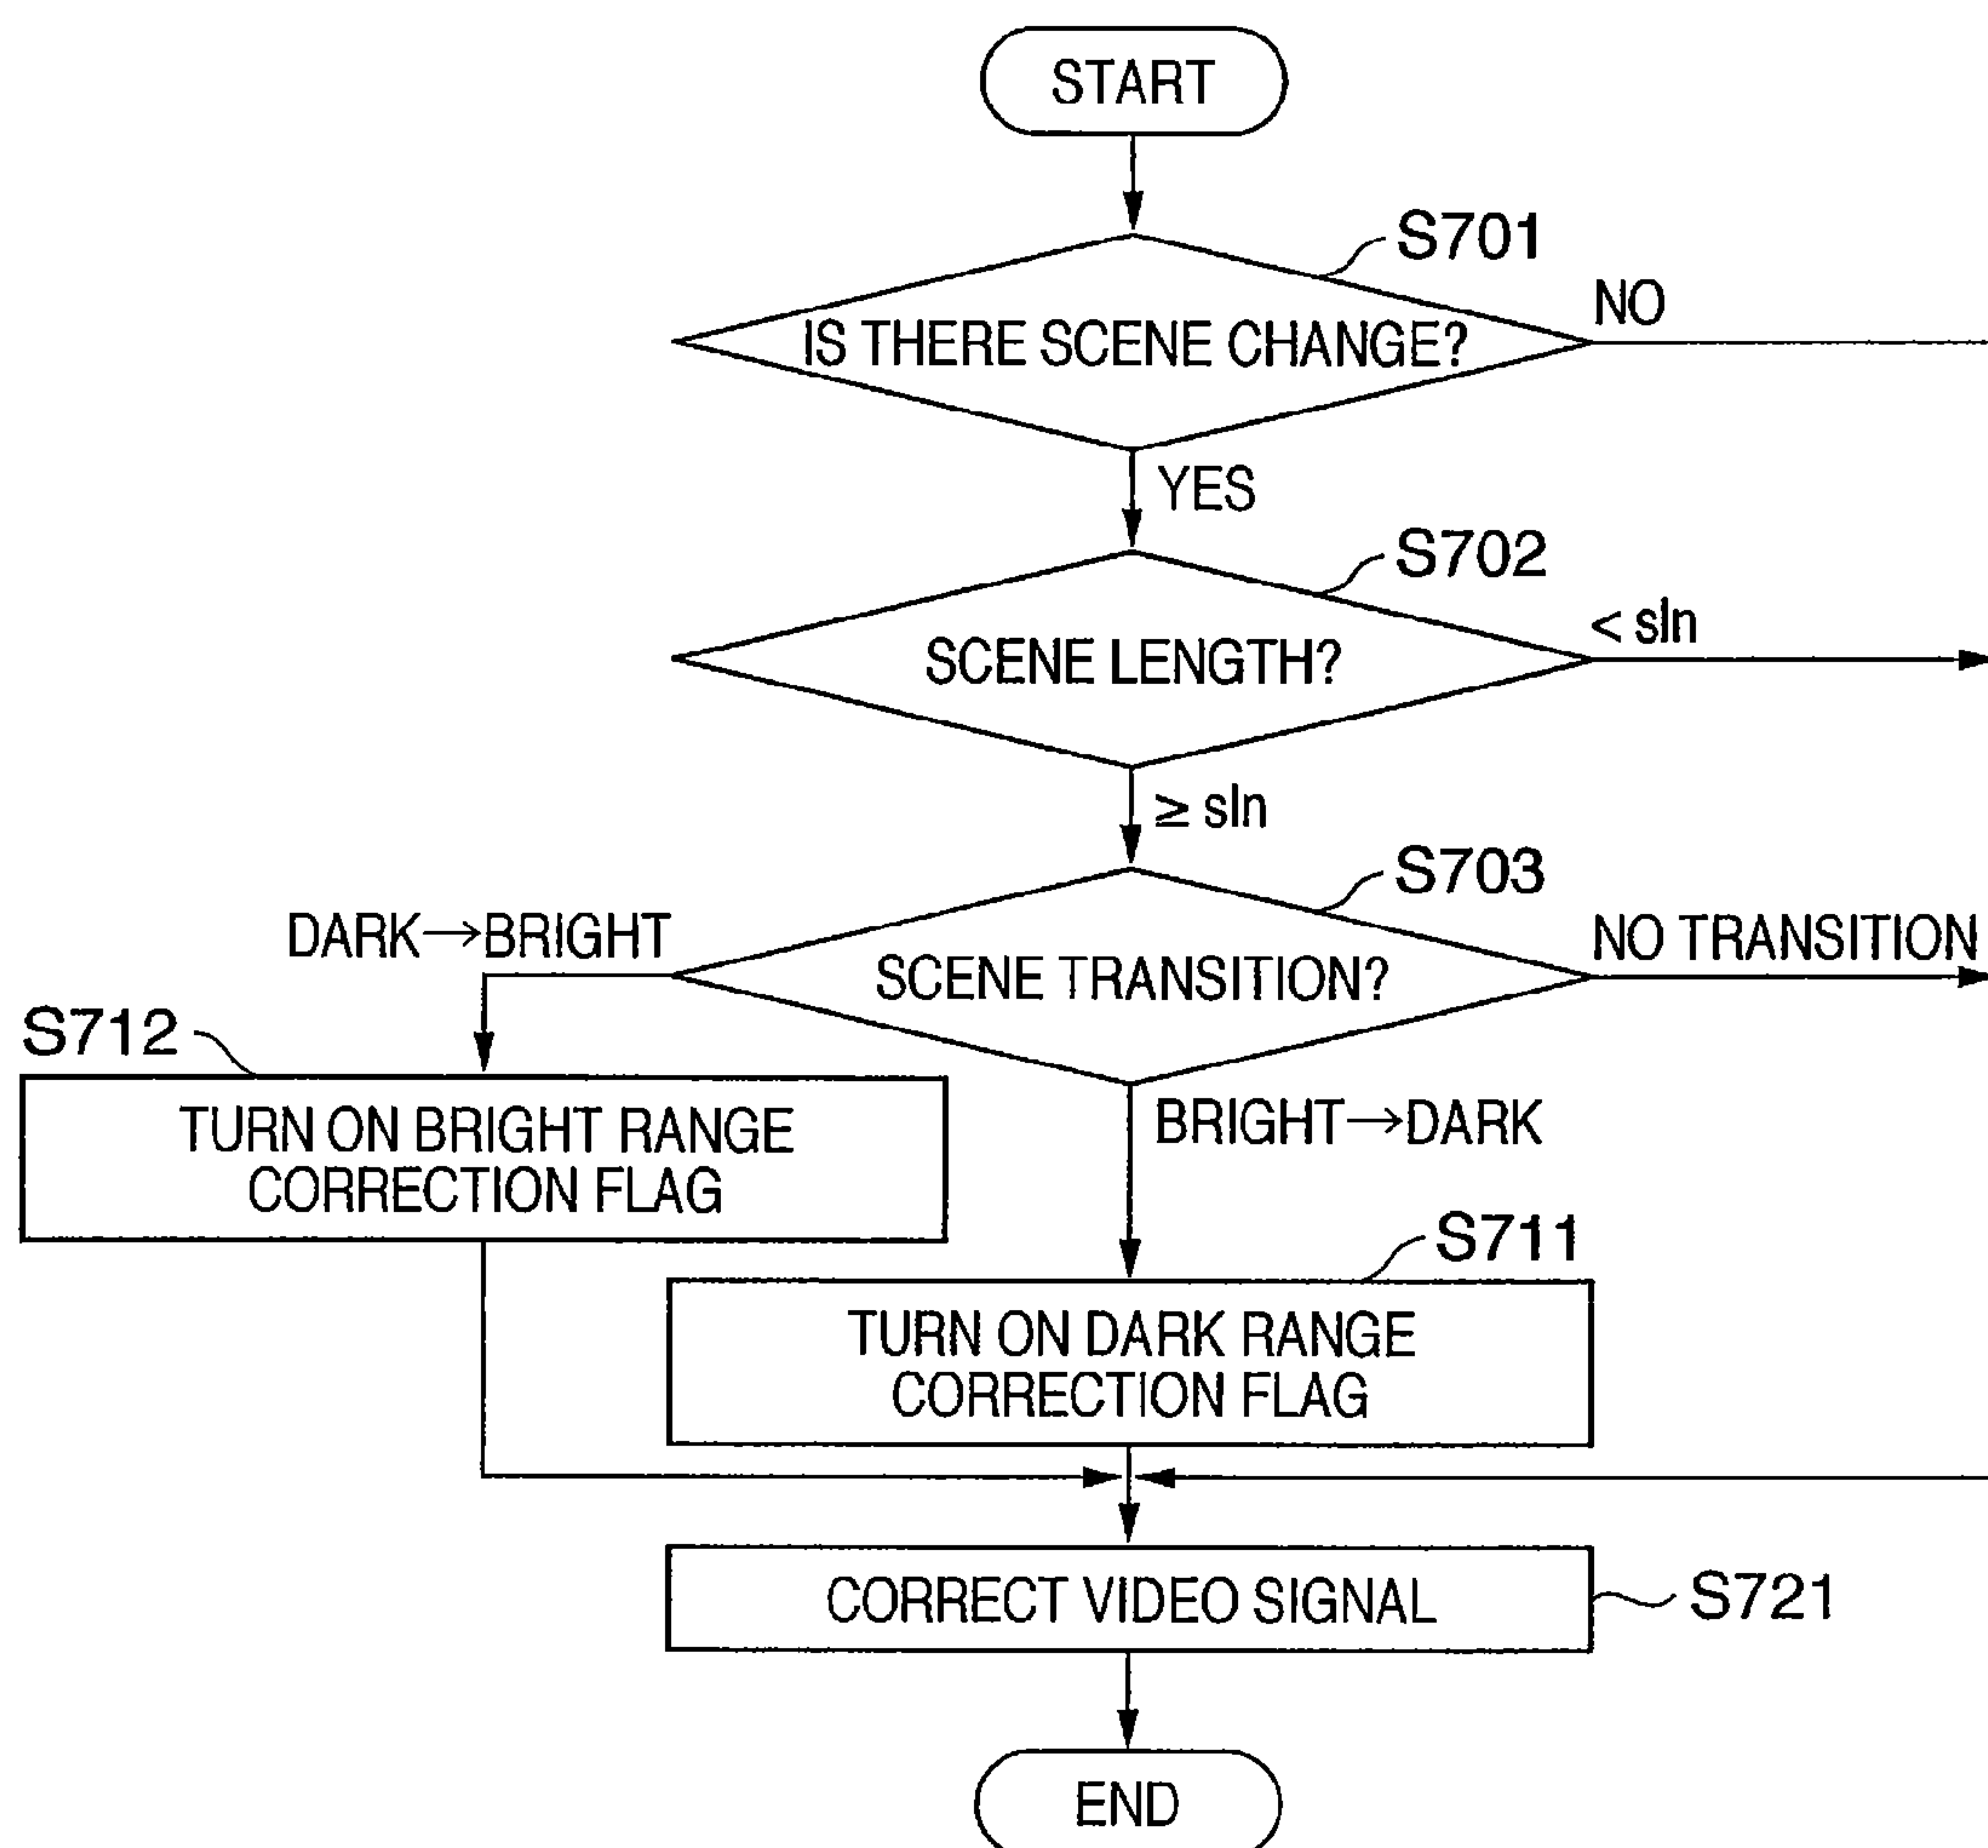 START
S701
NO
IS THERE SCENE CHANGE?
YES
S702
< sln
SCENE LENGTH?
≥ sln
S703
DARK→BRIGHT
NO TRANSITION
SCENE TRANSITION?
S712
TURN ON BRIGHT RANGE
CORRECTION FLAG
BRIGHT→DARK
S711
TURN ON DARK RANGE
CORRECTION FLAG
CORRECT VIDEO SIGNAL
S721
END